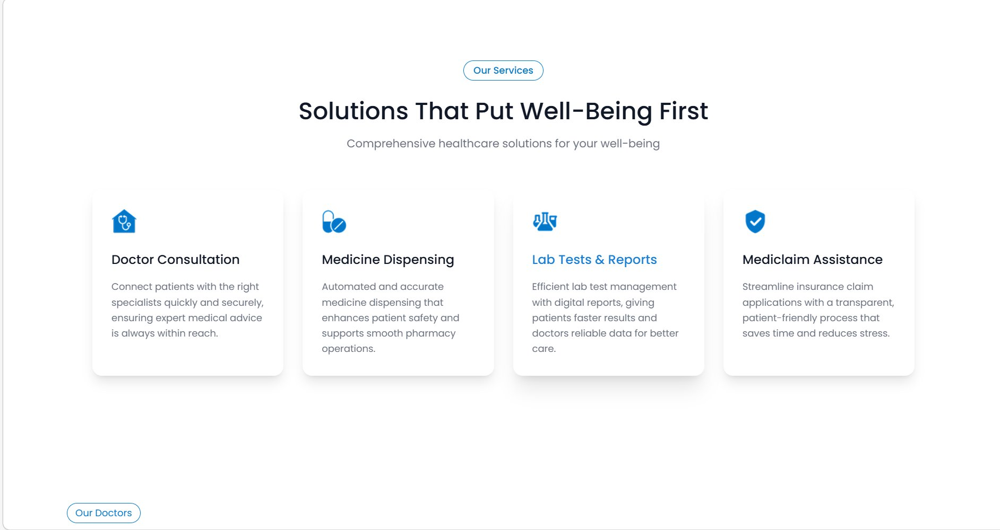 Our Services
Solutions That Put Well-Being First
Comprehensive healthcare solutions for your well-being
Doctor Consultation
Connect patients with the right
specialists quickly and securely,
ensuring expert medical advice
is always within reach.
Medicine Dispensing
Automated and accurate
medicine dispensing that
enhances patient safety and
supports smooth pharmacy
operations.
Lab Tests & Reports
Efficient lab test management
with digital reports, giving
patients faster results and
doctors reliable data for better
care.
Mediclaim Assistance
Streamline insurance claim
applications with a transparent,
patient-friendly process that
saves time and reduces stress.
Our Doctors